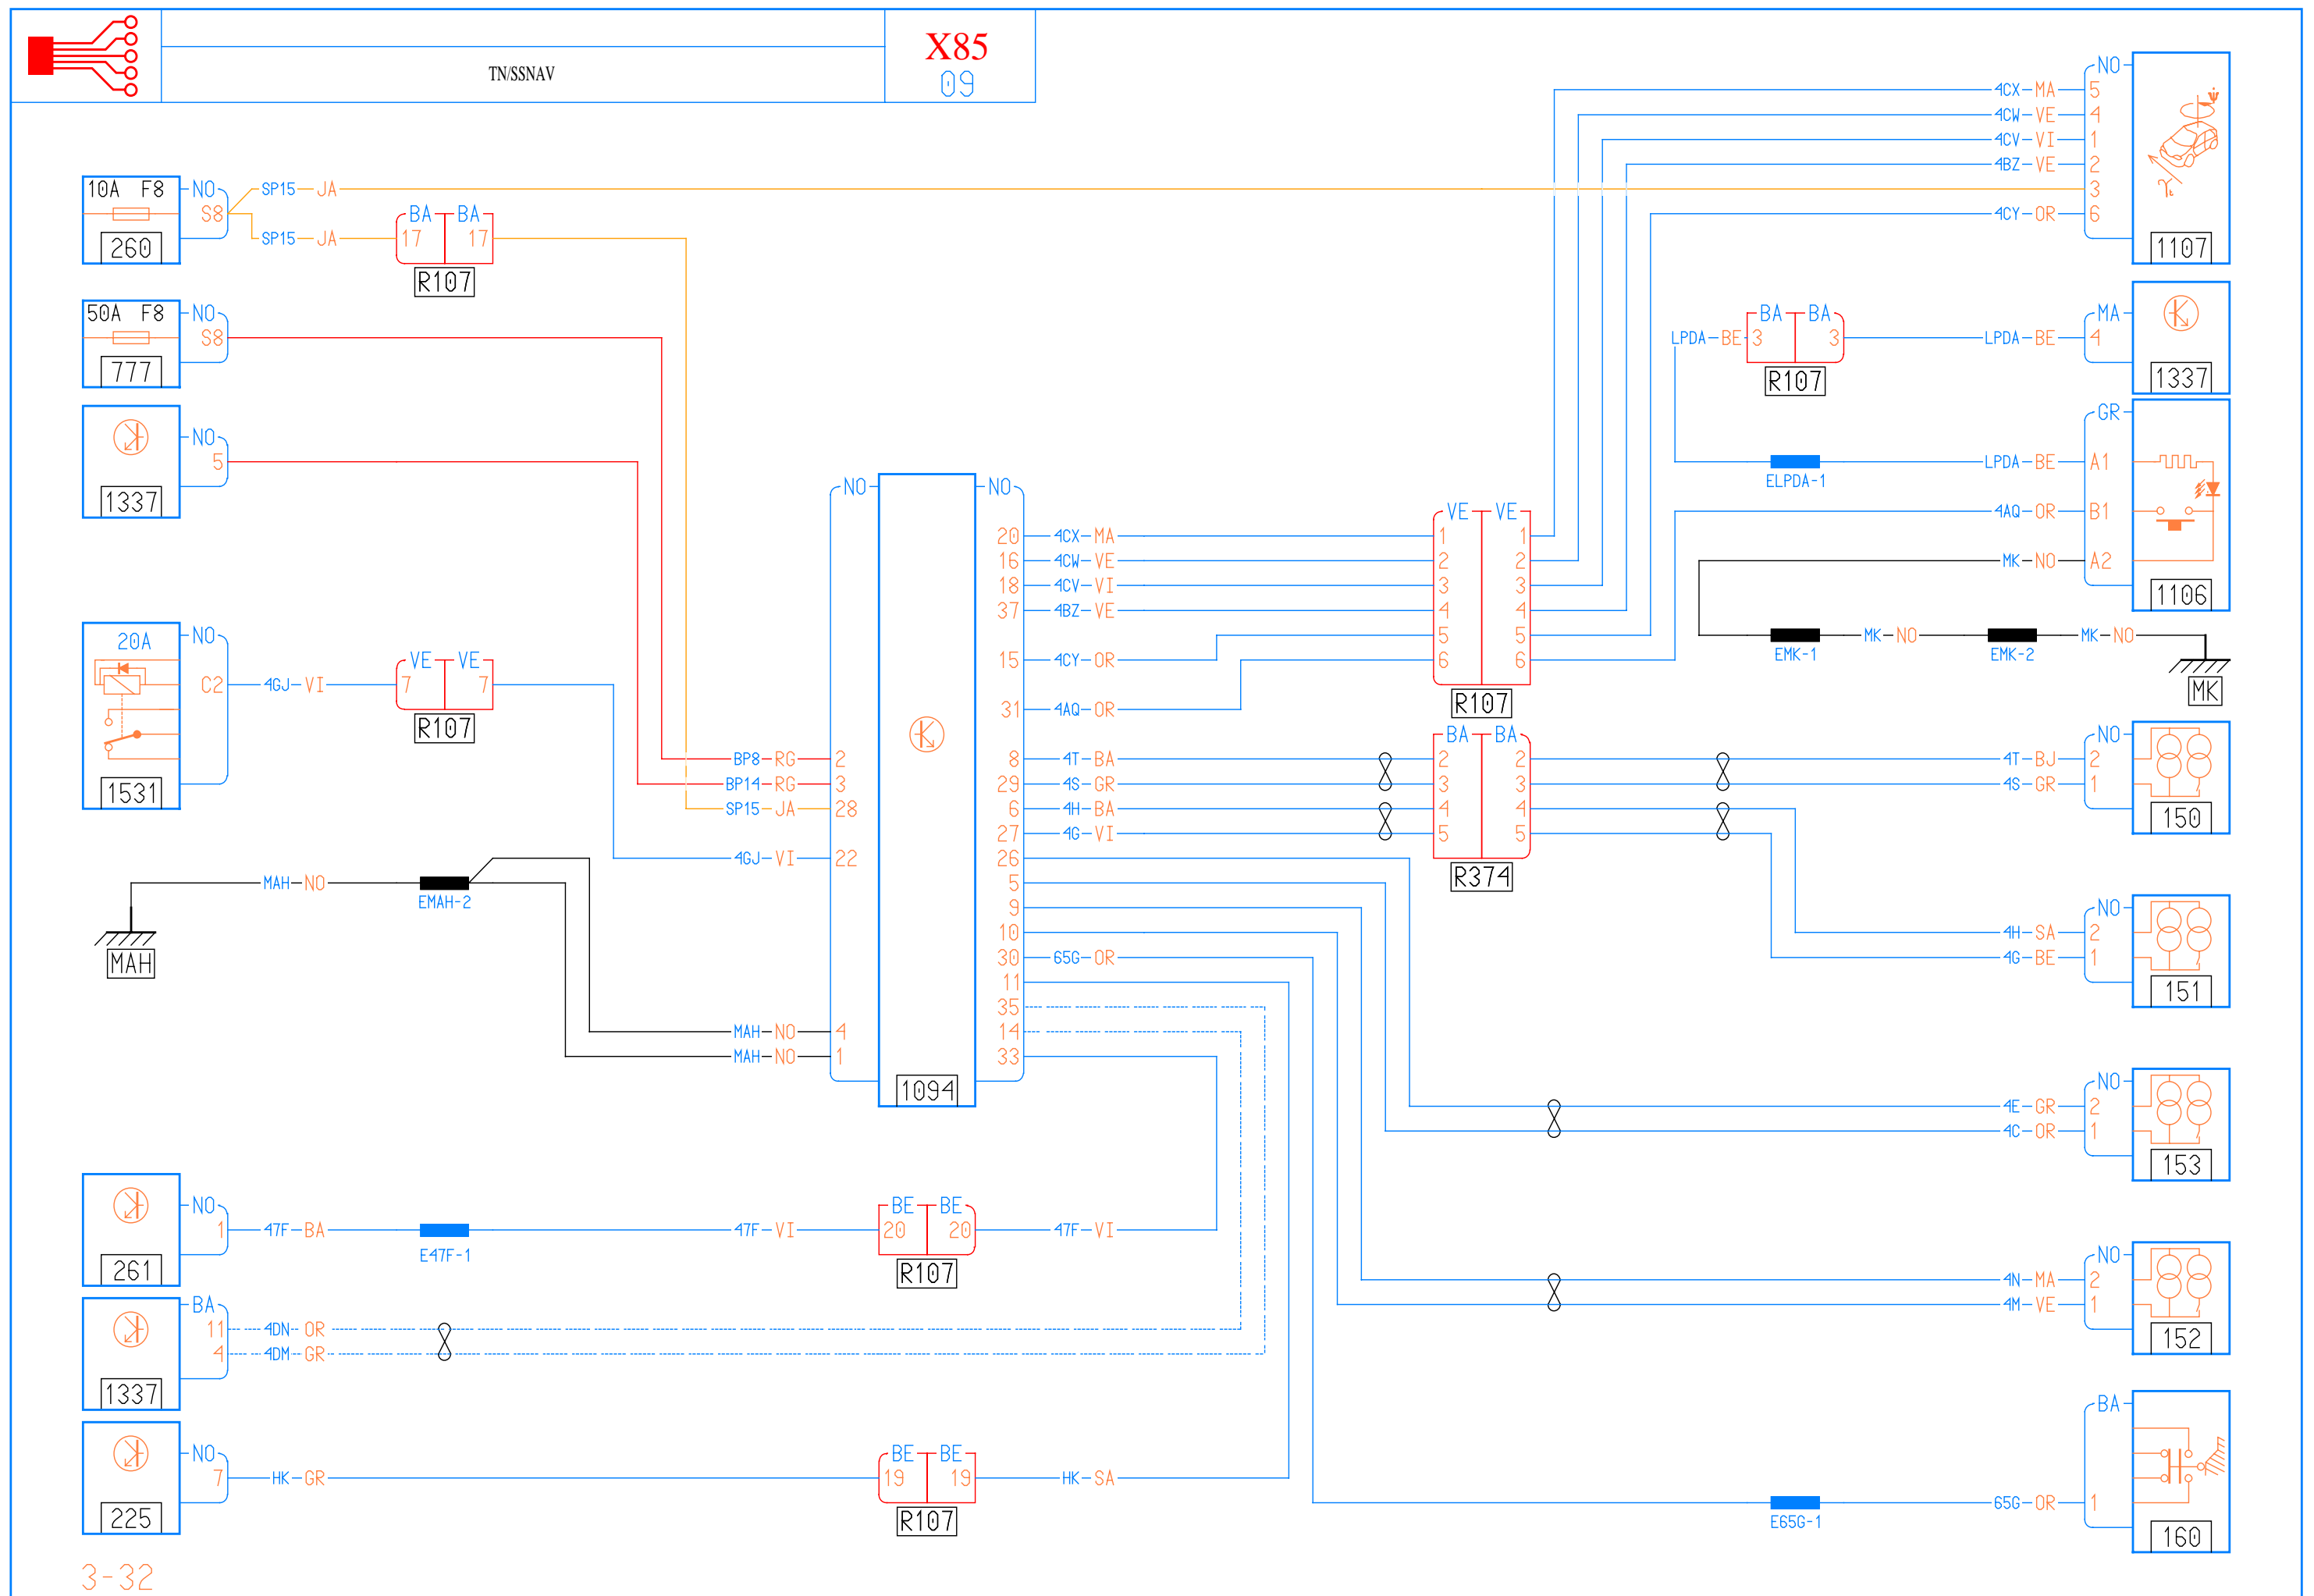 TN/SSNAV
X85
09
10A F8
NO
S8
260
SP15 JA
SP15 JA
BA BA
17 17
R107
50A F8
NO
S8
777
NO
5
1337
20A
NO
C2
1531
4GJ VI
VE VE
7 7
R107
MAH NO
EMAH-2
MAH
BP8 RG 2
BP14 RG 3
SP15 JA 28
4GJ VI 22
MAH NO 4
MAH NO 1
NO NO
1094
20 4CX MA
16 4CW VE
18 4CV VI
37 4BZ VE
15 4CY OR
31 4AQ OR
8 4T BA
29 4S GR
6 4H BA
27 4G VI
26
5
9
10
30 65G OR
11
35
14
33
VE VE
1 1
2 2
3 3
4 4
5 5
6 6
R107
BA BA
2 2
3 3
4 4
5 5
R374
NO
4CX MA 5
4CW VE 4
4CV VI 1
4BZ VE 2
3
4CY OR 6
1107
BA BA
LPDA BE 3 3
R107
MA
LPDA BE 4
1337
GR
ELPDA-1
LPDA BE A1
4AQ OR B1
MK NO A2
1106
EMK-1
MK NO
EMK-2
MK NO
MK
NO
4T BJ 2
4S GR 1
150
NO
4H SA 2
4G BE 1
151
NO
4E GR 2
4C OR 1
153
NO
4N MA 2
4M VE 1
152
BA
E65G-1
65G OR 1
160
NO
1 47F BA
261
E47F-1
47F VI
BE BE
20 20
R107
47F VI
BA
11 4DN OR
4 4DM GR
1337
NO
7 HK GR
225
BE BE
19 19
R107
HK SA
3-32